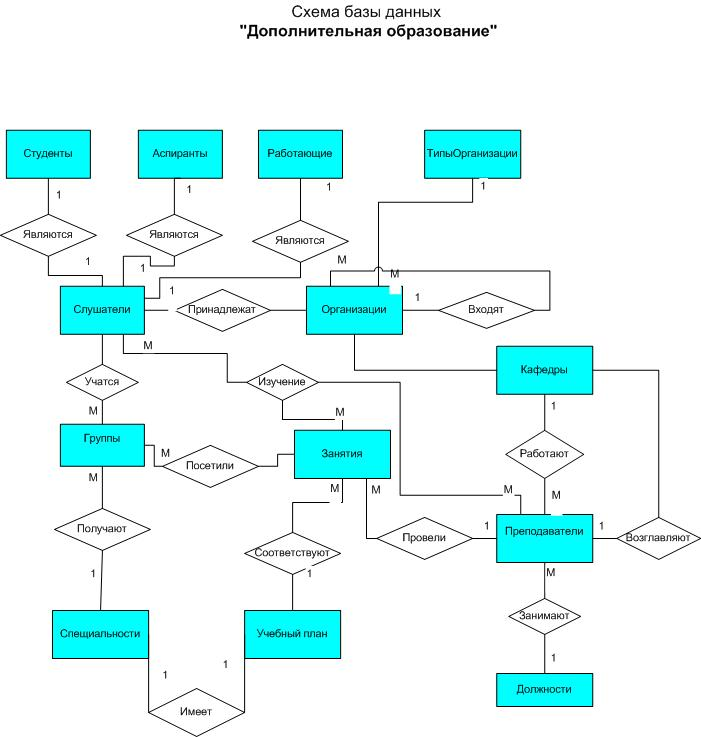 Схема базы данных
"Дополнительная образование"
Студенты
Аспиранты
Работающие
ТипыОрганизации
1
1
1
1
Являются
Являются
Являются
1
1
М
М
Слушатели
1
Принадлежат
Организации
1
Входят
М
Учатся
Изучение
Кафедры
М
М
1
Группы
М
Посетили
Занятия
Работают
М
М
М
М
М
Получают
Соответствуют
Провели
1
Преподаватели
1
Возглавляют
1
1
М
Специальности
Учебный план
Занимают
1
1
1
Имеет
Должности